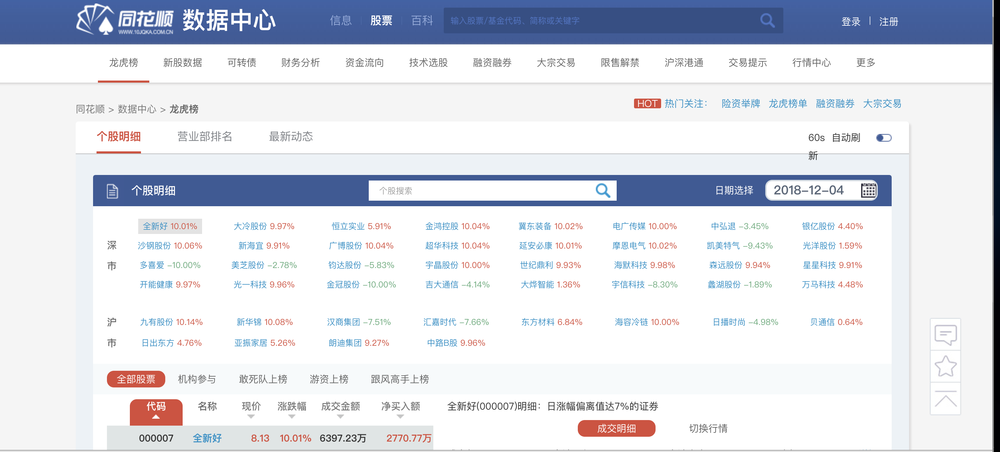 同花顺 WWW.10JQKA.COM.CN 数据中心 信息 股票 百科 输入股票/基金代码、简称或关键字 登录 | 注册
龙虎榜 新股数据 可转债 财务分析 资金流向 技术选股 融资融券 大宗交易 限售解禁 沪深港通 交易提示 行情中心 更多
同花顺 > 数据中心 > 龙虎榜 HOT 热门关注： 险资举牌 龙虎榜单 融资融券 大宗交易
个股明细 营业部排名 最新动态 60s 自动刷
新
个股明细 个股搜索 日期选择 2018-12-04
全新好 10.01% 大冷股份 9.97% 恒立实业 5.91% 金鸿控股 10.04% 冀东装备 10.02% 电广传媒 10.00% 中弘退 -3.45% 银亿股份 4.40%
深 沙钢股份 10.06% 新海宜 9.91% 广博股份 10.04% 超华科技 10.04% 延安必康 10.01% 摩恩电气 10.02% 凯美特气 -9.43% 光洋股份 1.59%
市 多喜爱 -10.00% 美芝股份 -2.78% 钧达股份 -5.83% 宇晶股份 10.00% 世纪鼎利 9.93% 海默科技 9.98% 森远股份 9.94% 星星科技 9.91%
开能健康 9.97% 光一科技 9.96% 金冠股份 -10.00% 吉大通信 -4.14% 大烨智能 1.36% 宇信科技 -8.30% 蠡湖股份 -1.89% 万马科技 4.48%
沪 九有股份 10.14% 新华锦 10.08% 汉商集团 -7.51% 汇嘉时代 -7.66% 东方材料 6.84% 海容冷链 10.00% 日播时尚 -4.98% 贝通信 0.64%
市 日出东方 4.76% 亚振家居 5.26% 朗迪集团 9.27% 中路B股 9.96%
全部股票 机构参与 敢死队上榜 游资上榜 跟风高手上榜
代码 名称 现价 涨跌幅 成交金额 净买入额 全新好(000007)明细：日涨幅偏离值达7%的证券
成交明细 切换行情
000007 全新好 8.13 10.01% 6397.23万 2770.77万